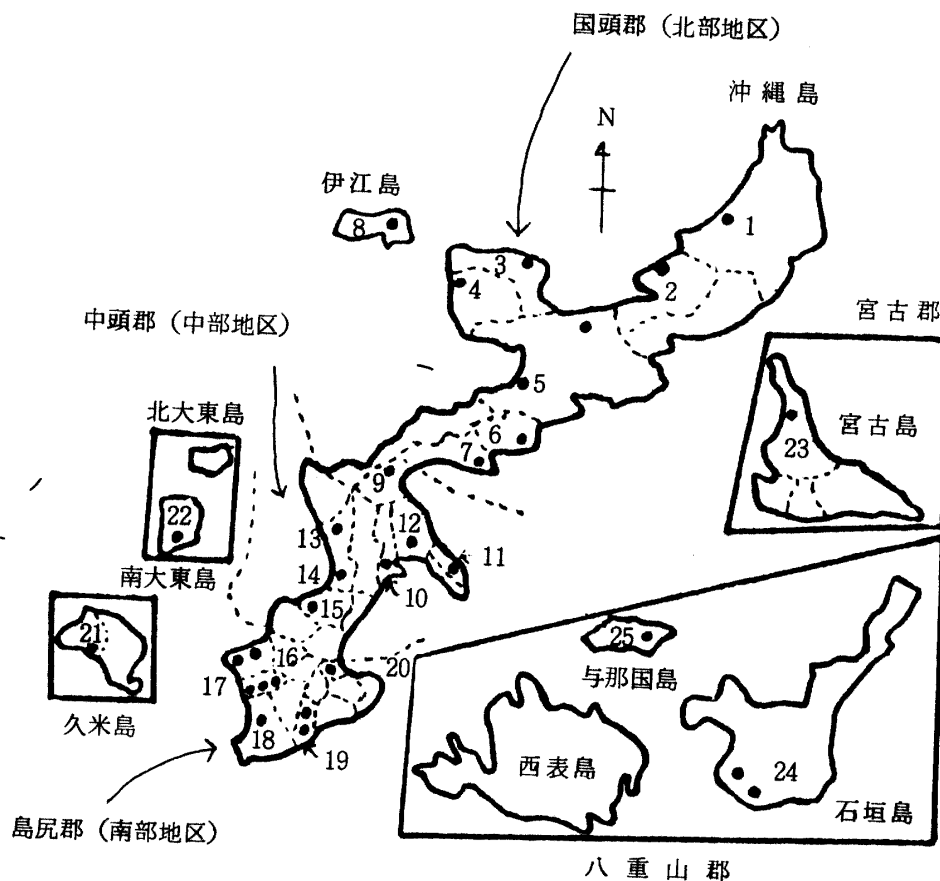 国頭郡（北部地区）
沖縄島
N
伊江島
8
1
3
2
4
宮古郡
中頭郡（中部地区）
5
北大東島
6
宮古島
7
23
9
22
12
13
11
南大東島
14
10
15
21
25
16
20
与那国島
17
久米島
18
19
西表島
24
石垣島
島尻郡（南部地区）
八重山郡